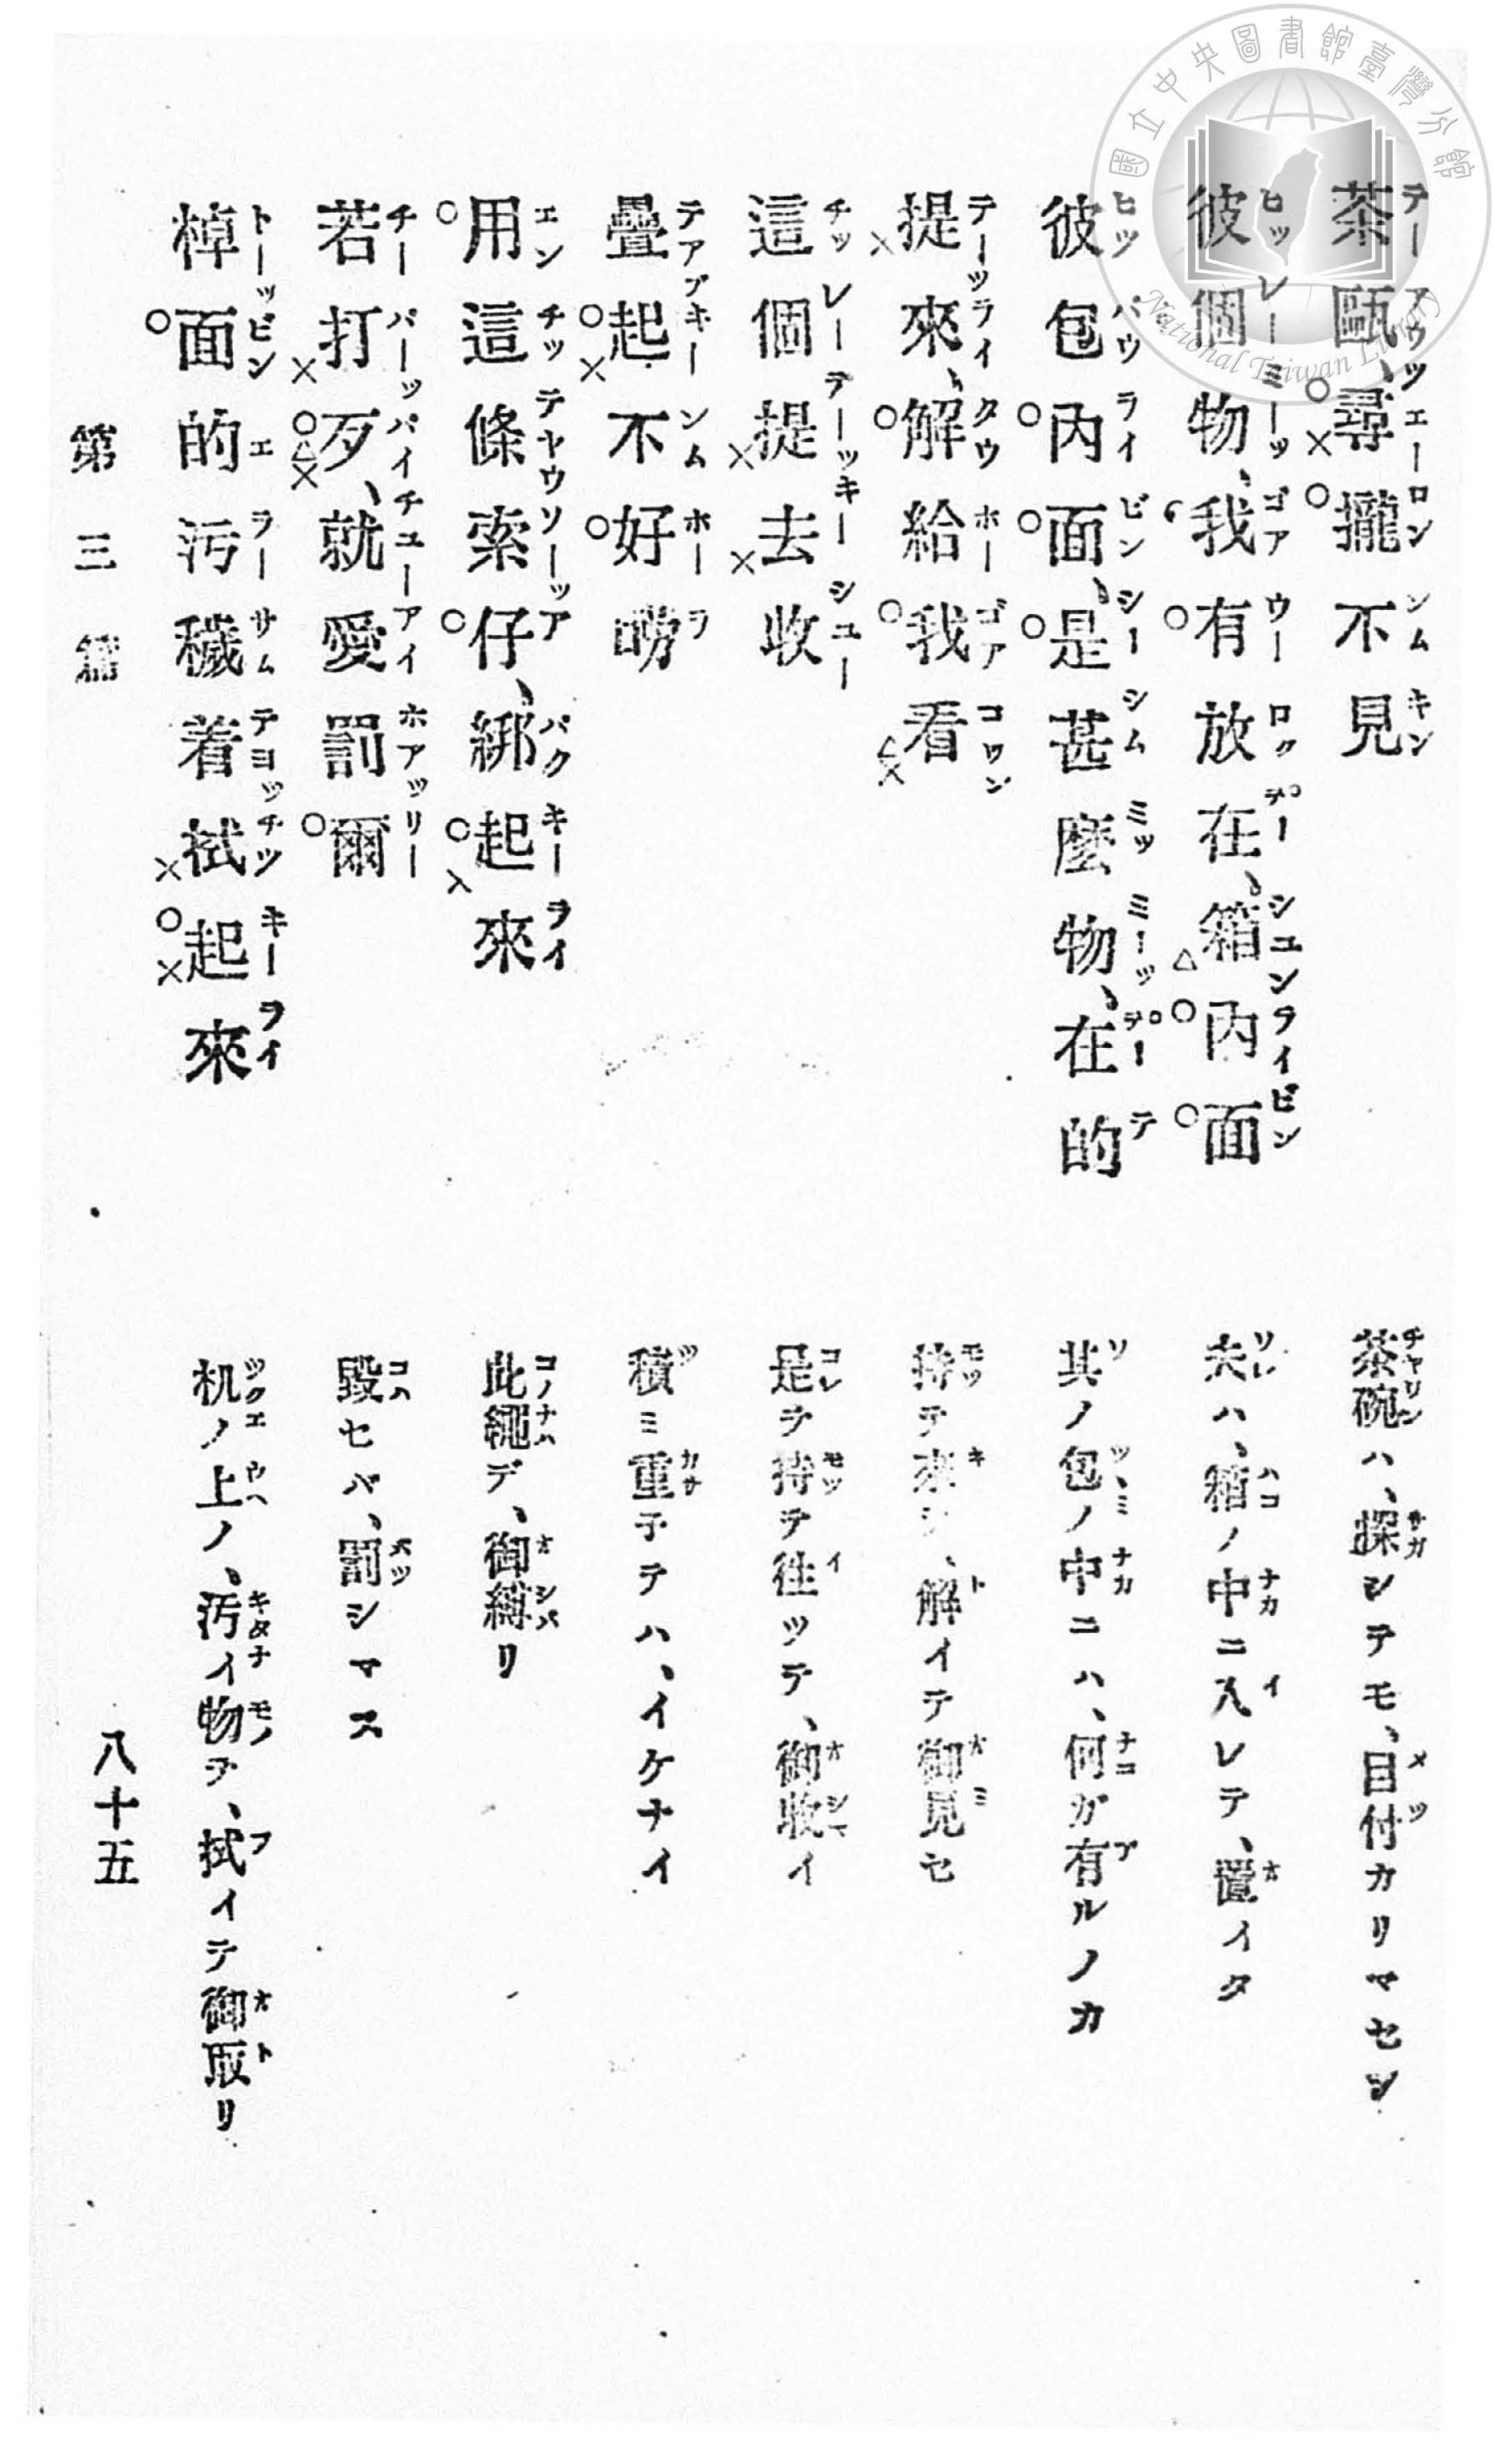 國立中央圖書館臺灣分館
National Taiwan Library
茶甌、尋攏不見
茶碗ハ、探シテモ、目付カリマセン
彼個物、我有放在、箱內面
夫ハ、箱ノ中ニ入レテ、置イタ
彼包內面、是甚麼物、在的
其ノ包ノ中ニハ、何ガ有ルノカ
提來、解給我看
持テ來シ、解イテ御見セ
這個提去收
是ヲ持テ往ツテ、御收イ
疊起不好嘮
積ミ重子テハ、イケナイ
用這條索仔、綁起來
此繩デ、御縛リ
若打歹、就愛罰爾
毀セバ、罰シマス
棹面的污穢着拭起來
机ノ上ノ、汚イ物ヲ、拭イテ御取リ
第三篇
八十五